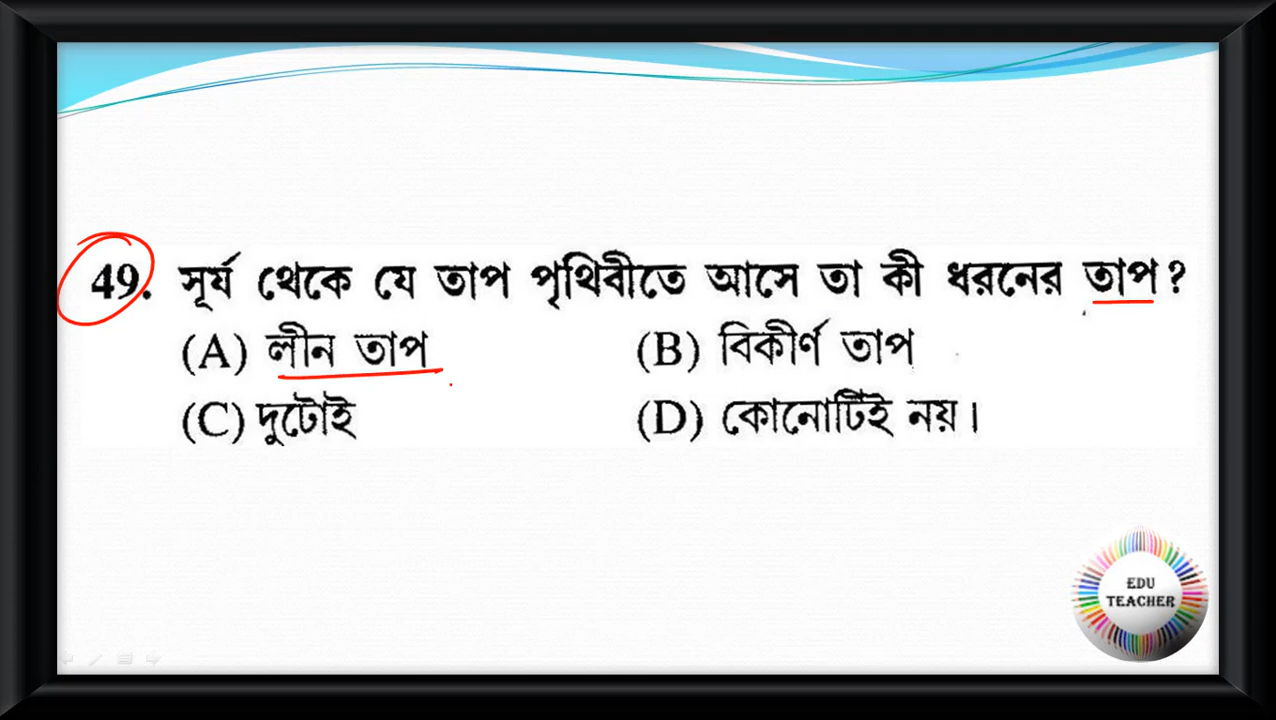 49. সূর্য থেকে যে তাপ পৃথিবীতে আসে তা কী ধরনের তাপ?
(A) লীন তাপ (B) বিকীর্ণ তাপ
(C) দুটোই (D) কোনোটিই নয়।
EDU
TEACHER